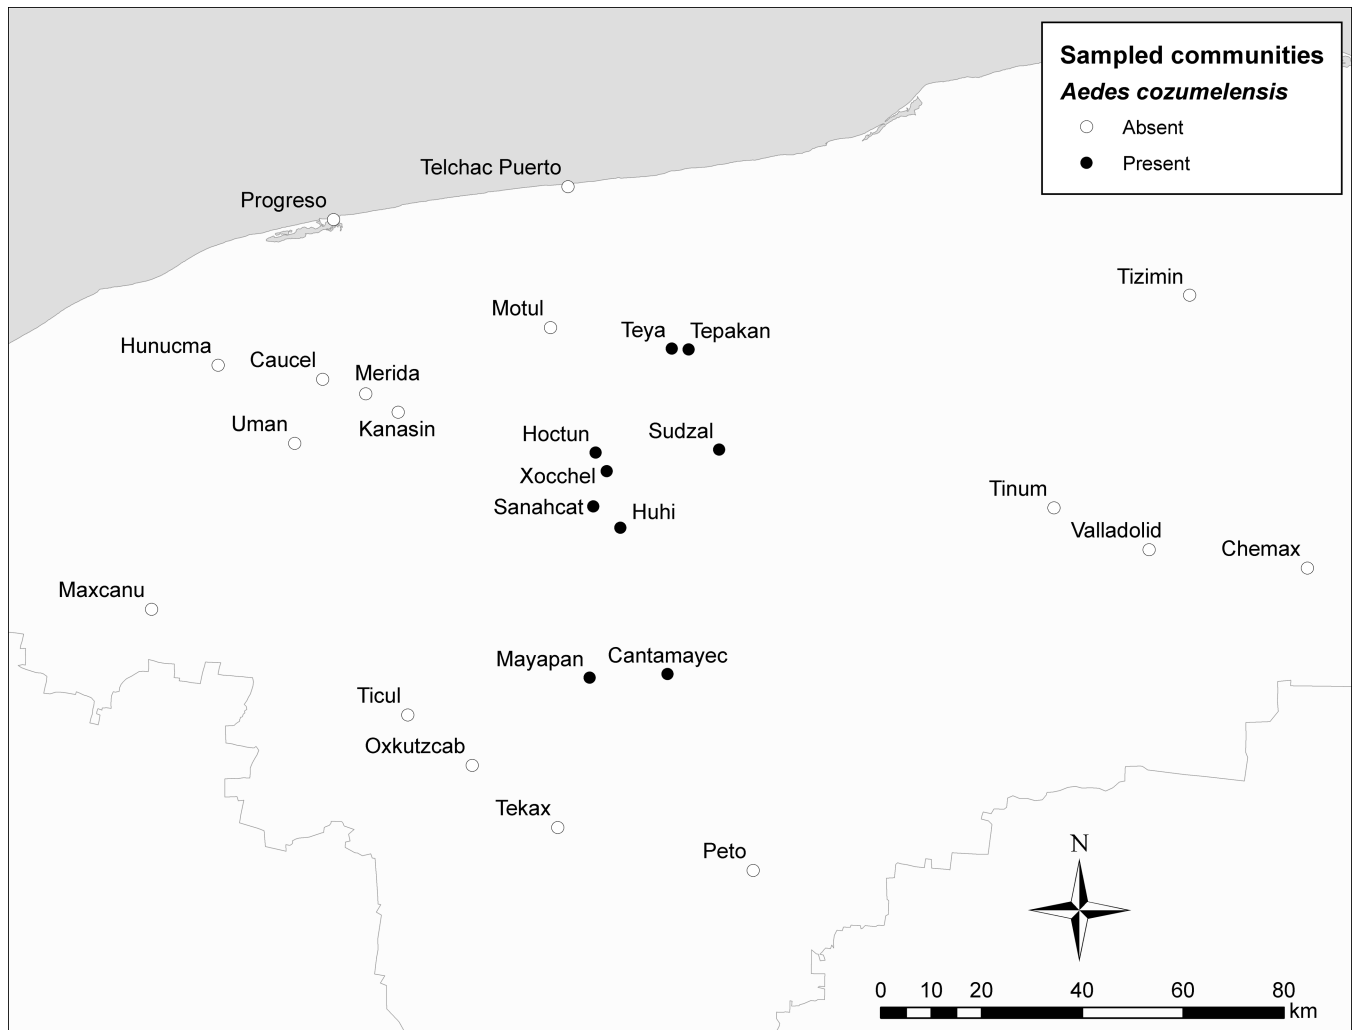 Sampled communities
Aedes cozumelensis
Absent
Present
Telchac Puerto
Progreso
Tizimin
Motul
Teya
Tepakan
Hunucma
Caucel
Merida
Uman
Kanasin
Hoctun
Sudzal
Xocchel
Sanahcat
Huhi
Tinum
Valladolid
Chemax
Maxcanu
Mayapan
Cantamayec
Ticul
Oxkutzcab
Tekax
Peto
N
0 10 20 40 60 80
km